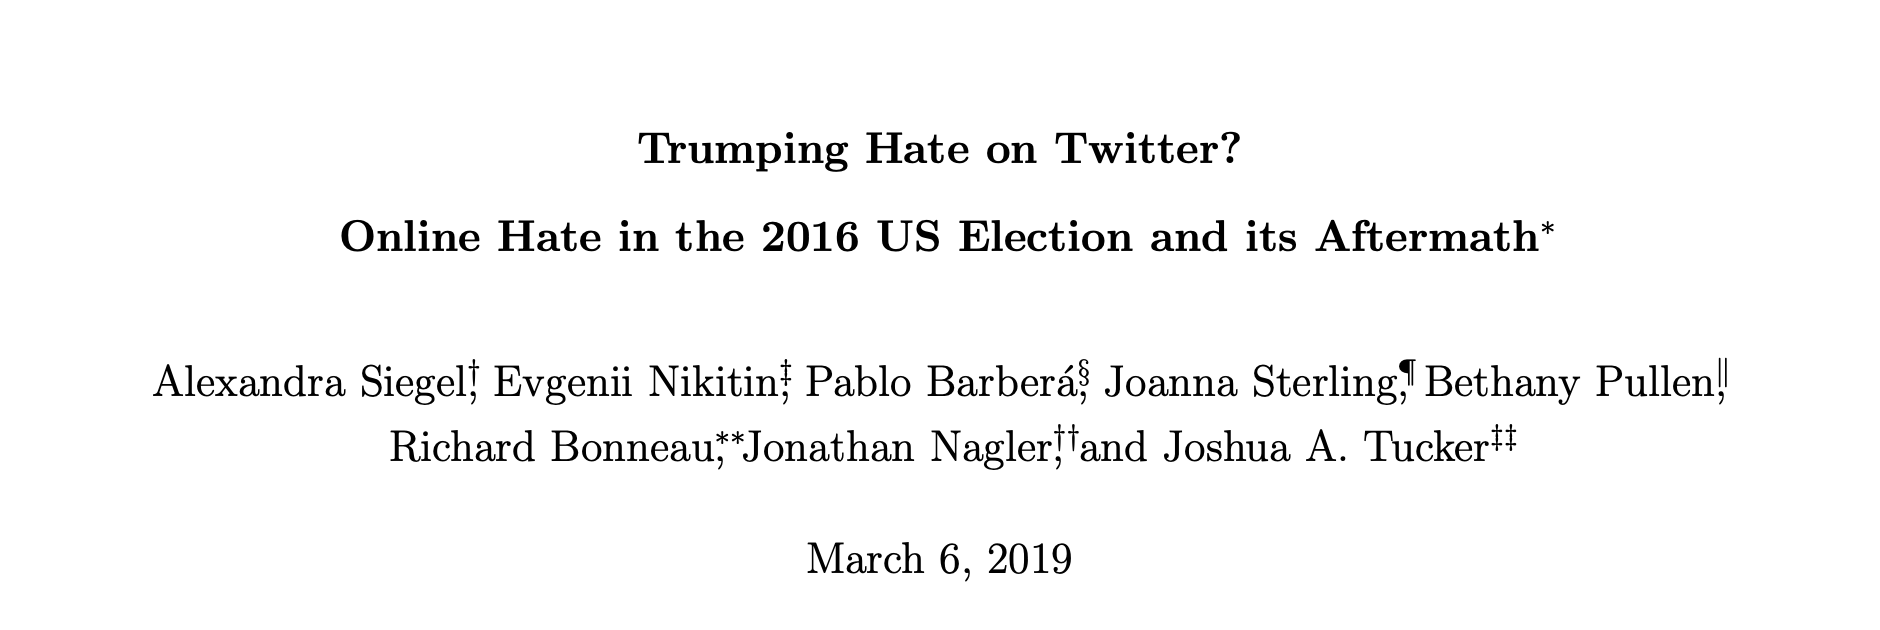 Trumping Hate on Twitter?
Online Hate in the 2016 US Election and its Aftermath*
Alexandra Siegel,† Evgenii Nikitin,‡ Pablo Barberá,§ Joanna Sterling,¶ Bethany Pullen,‖
Richard Bonneau,** Jonathan Nagler,†† and Joshua A. Tucker‡‡
March 6, 2019